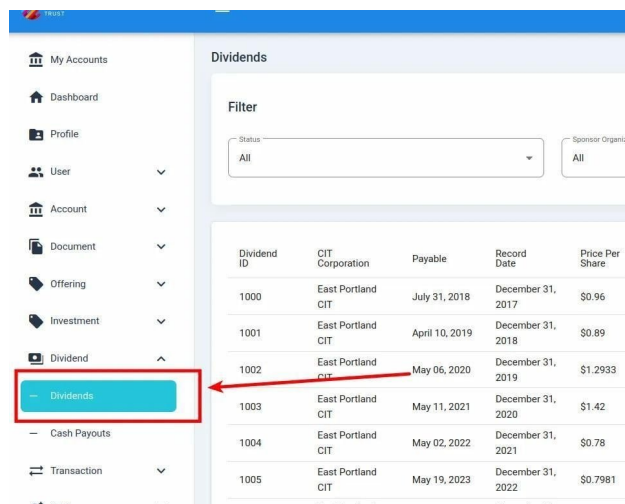 TRUST
My Accounts
Dashboard
Profile
User
Account
Document
Offering
Investment
Dividend
Dividends
Cash Payouts
Transaction
Dividends
Filter
Status
All
Sponsor Organiz
All
Dividend ID CIT Corporation Payable Record Date Price Per Share
1000 East Portland CIT July 31, 2018 December 31, 2017 $0.96
1001 East Portland CIT April 10, 2019 December 31, 2018 $0.89
1002 East Portland CIT May 06, 2020 December 31, 2019 $1.2933
1003 East Portland CIT May 11, 2021 December 31, 2020 $1.42
1004 East Portland CIT May 02, 2022 December 31, 2021 $0.78
1005 East Portland CIT May 19, 2023 December 31, 2022 $0.7981